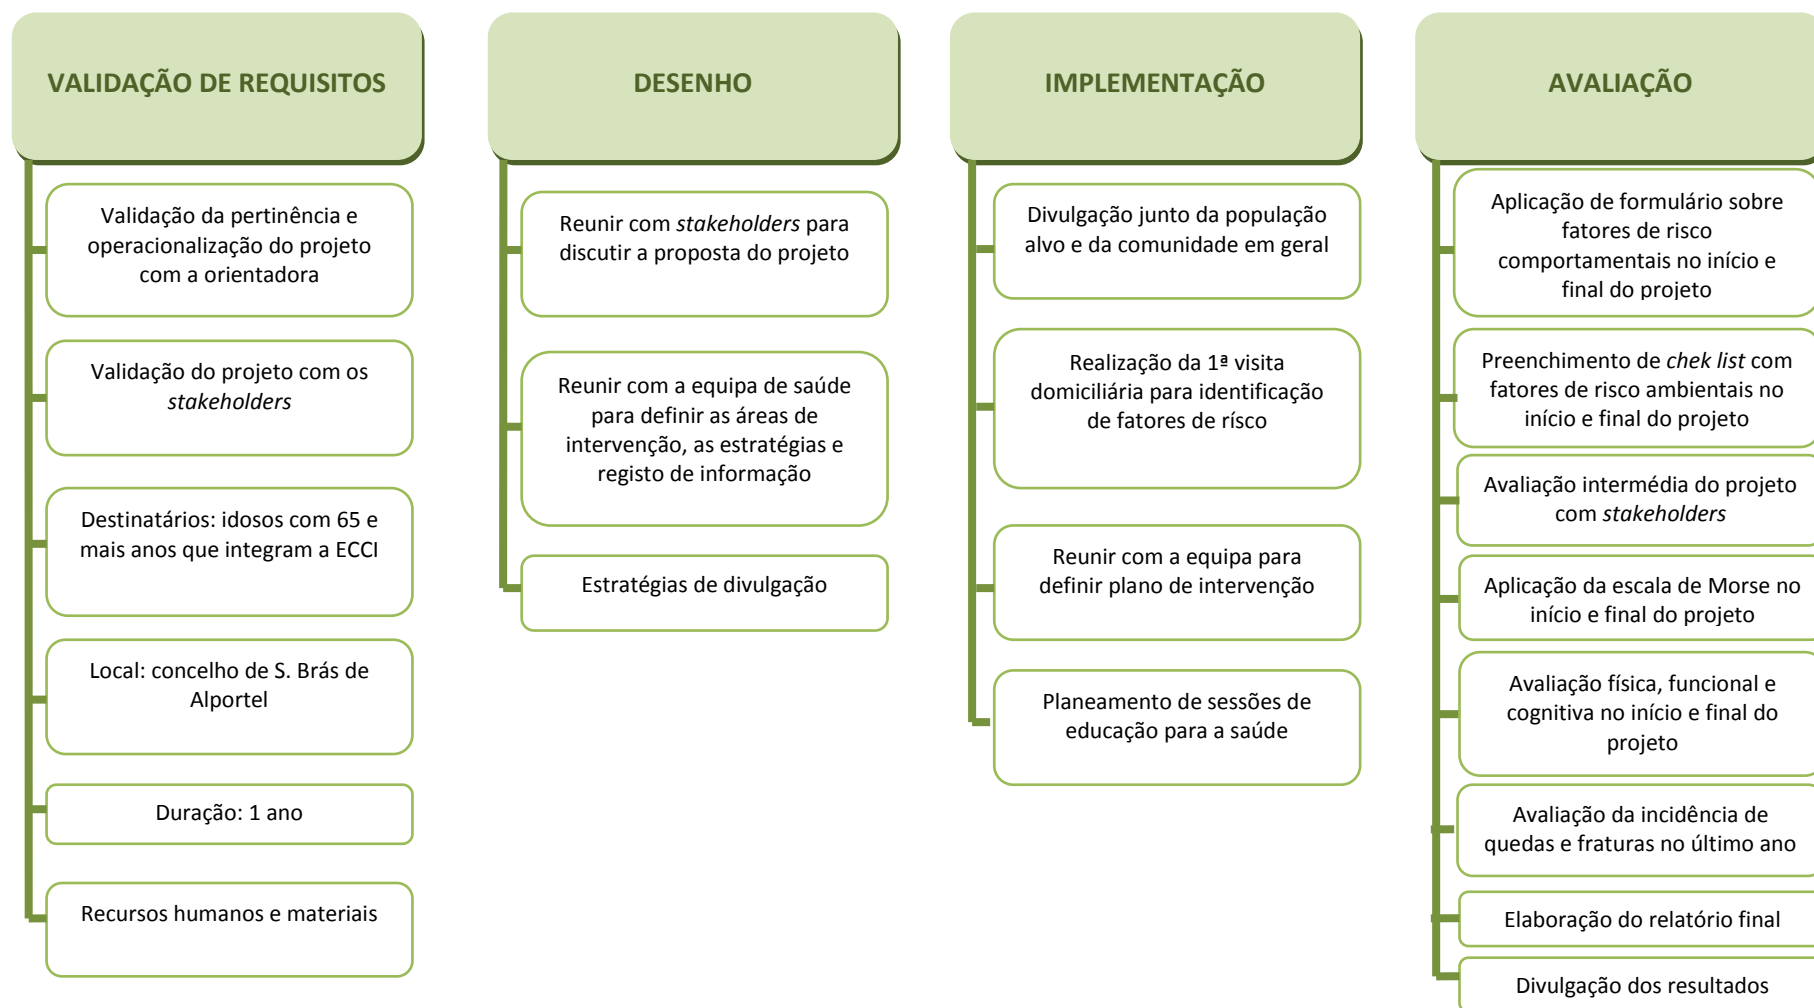 VALIDAÇÃO DE REQUISITOS
Validação da pertinência e
operacionalização do projeto
com a orientadora
Validação do projeto com os
stakeholders
Destinatários: idosos com 65 e
mais anos que integram a ECCI
Local: concelho de S. Brás de
Alportel
Duração: 1 ano
Recursos humanos e materiais
DESENHO
Reunir com stakeholders para
discutir a proposta do projeto
Reunir com a equipa de saúde
para definir as áreas de
intervenção, as estratégias e
registo de informação
Estratégias de divulgação
IMPLEMENTAÇÃO
Divulgação junto da população
alvo e da comunidade em geral
Realização da 1ª visita
domiciliária para identificação
de fatores de rísco
Reunir com a equipa para
definir plano de intervenção
Planeamento de sessões de
educação para a saúde
AVALIAÇÃO
Aplicação de formulário sobre
fatores de risco
comportamentais no início e
final do projeto
Preenchimento de chek list com
fatores de risco ambientais no
início e final do projeto
Avaliação intermédia do projeto
com stakeholders
Aplicação da escala de Morse no
início e final do projeto
Avaliação física, funcional e
cognitiva no início e final do
projeto
Avaliação da incidência de
quedas e fraturas no último ano
Elaboração do relatório final
Divulgação dos resultados